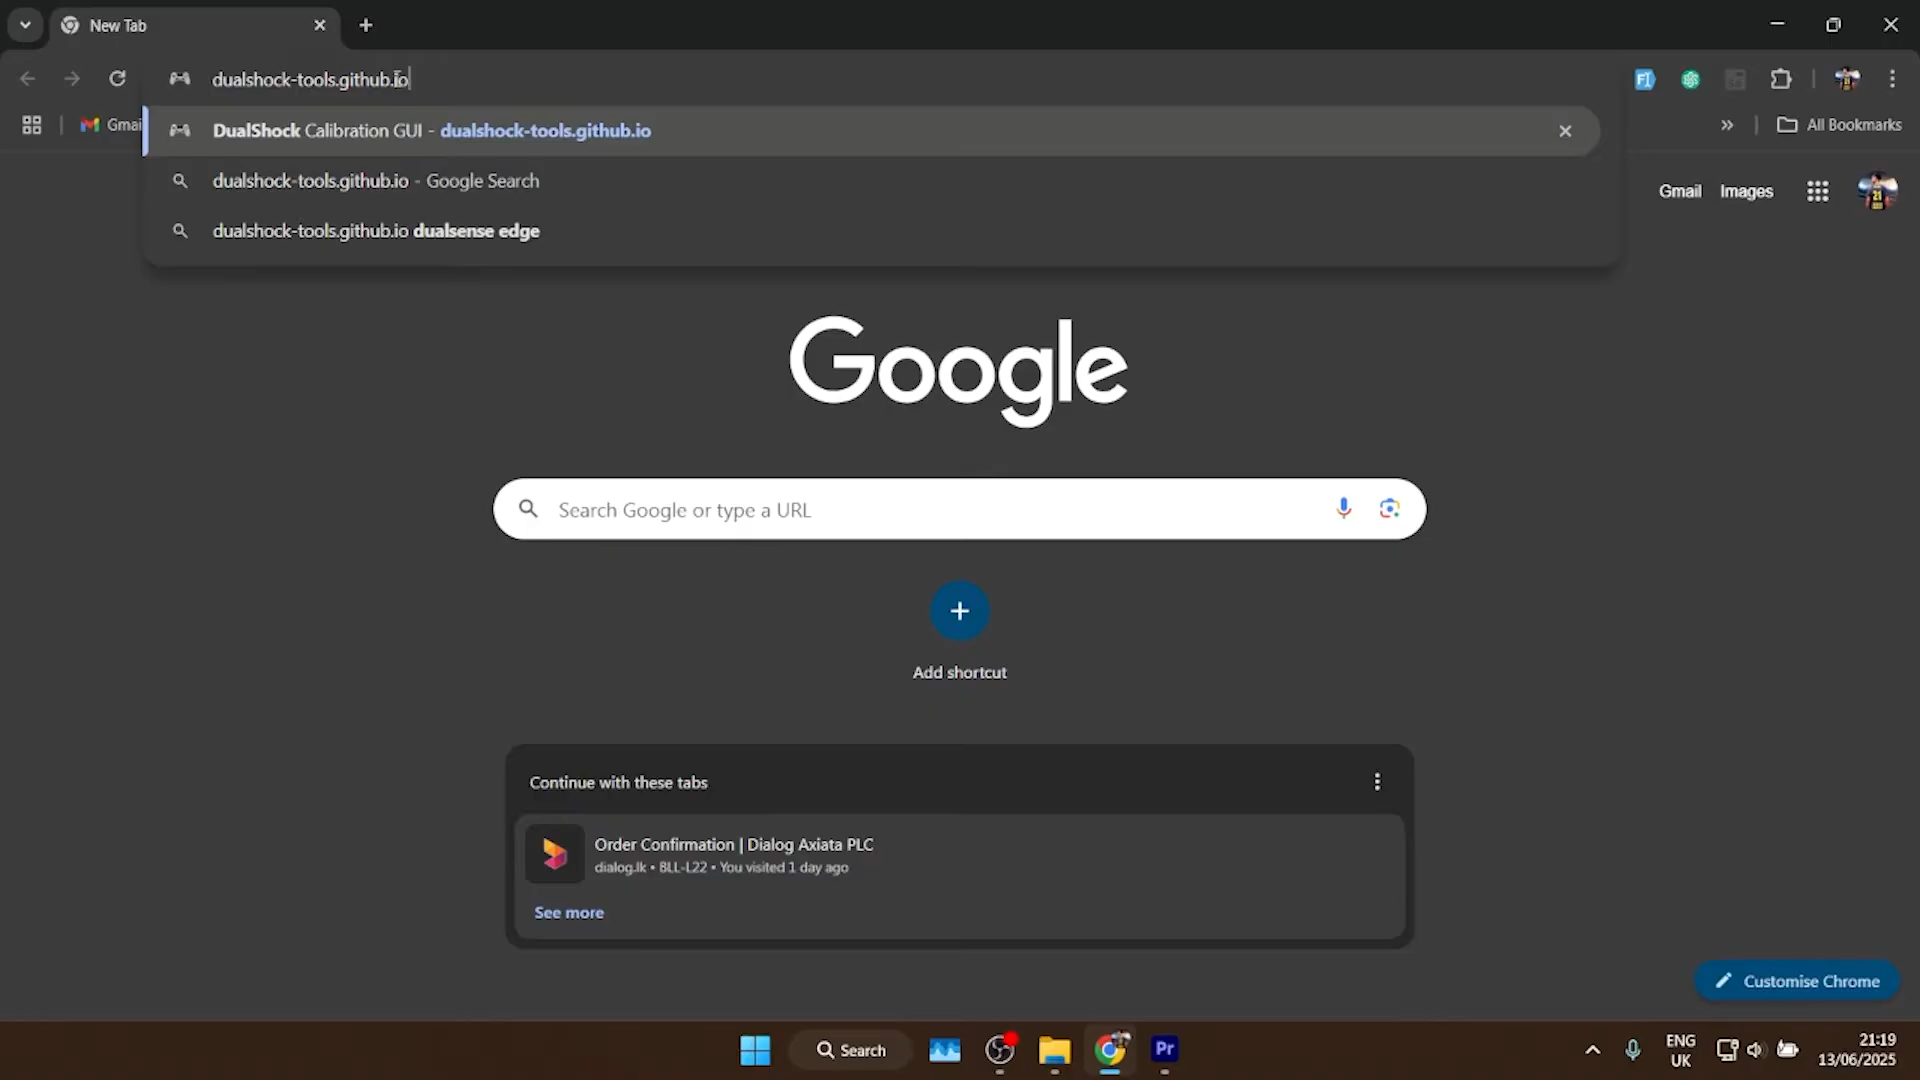 New Tab
dualshock-tools.github.io
DualShock Calibration GUI - dualshock-tools.github.io
Gmai
All Bookmarks
dualshock-tools.github.io - Google Search
Gmail Images
dualshock-tools.github.io dualsense edge
Google
Search Google or type a URL
Add shortcut
Continue with these tabs
Order Confirmation | Dialog Axiata PLC
dialog.lk • BLL-L22 • You visited 1 day ago
See more
Customise Chrome
Search
Pr
ENG
UK
21:19
13/06/2025